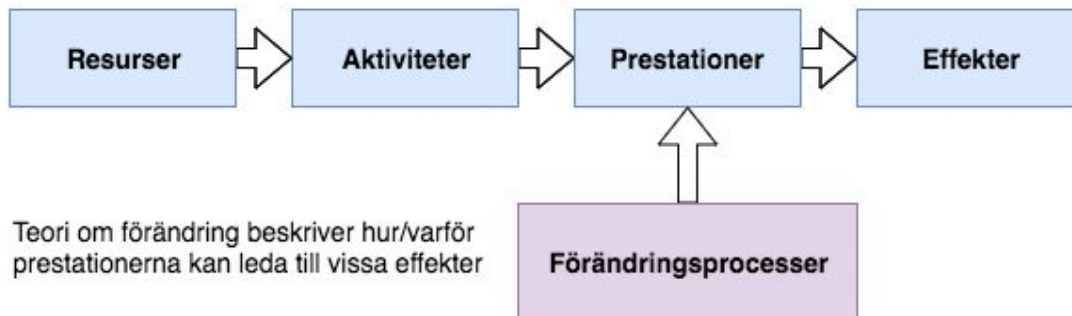 Resurser
Aktiviteter
Prestationer
Effekter
Teori om förändring beskriver hur/varför
prestationerna kan leda till vissa effekter
Förändringsprocesser